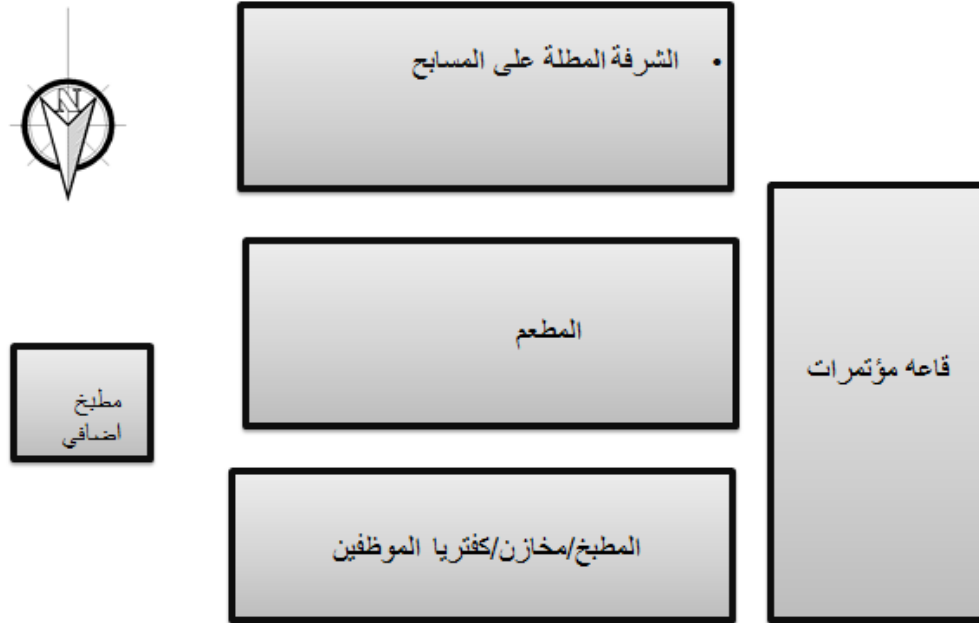 N
• الشرفة المطلة على المسابح
المطعم
قاعه مؤتمرات
مطبخ
اضافي
المطبخ/مخازن/كفتريا الموظفين